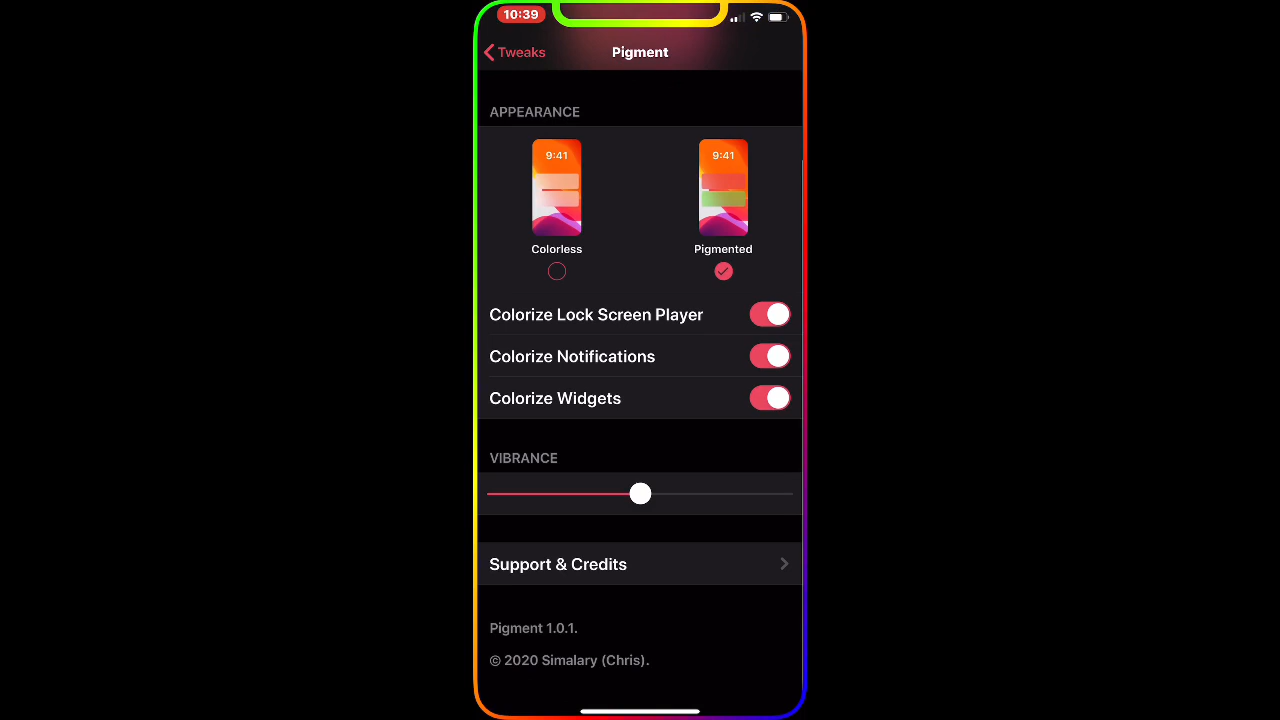 10:39
Tweaks
Pigment
APPEARANCE
9:41
9:41
Colorless
Pigmented
Colorize Lock Screen Player
Colorize Notifications
Colorize Widgets
VIBRANCE
Support & Credits
Pigment 1.0.1.
© 2020 Simalary (Chris).